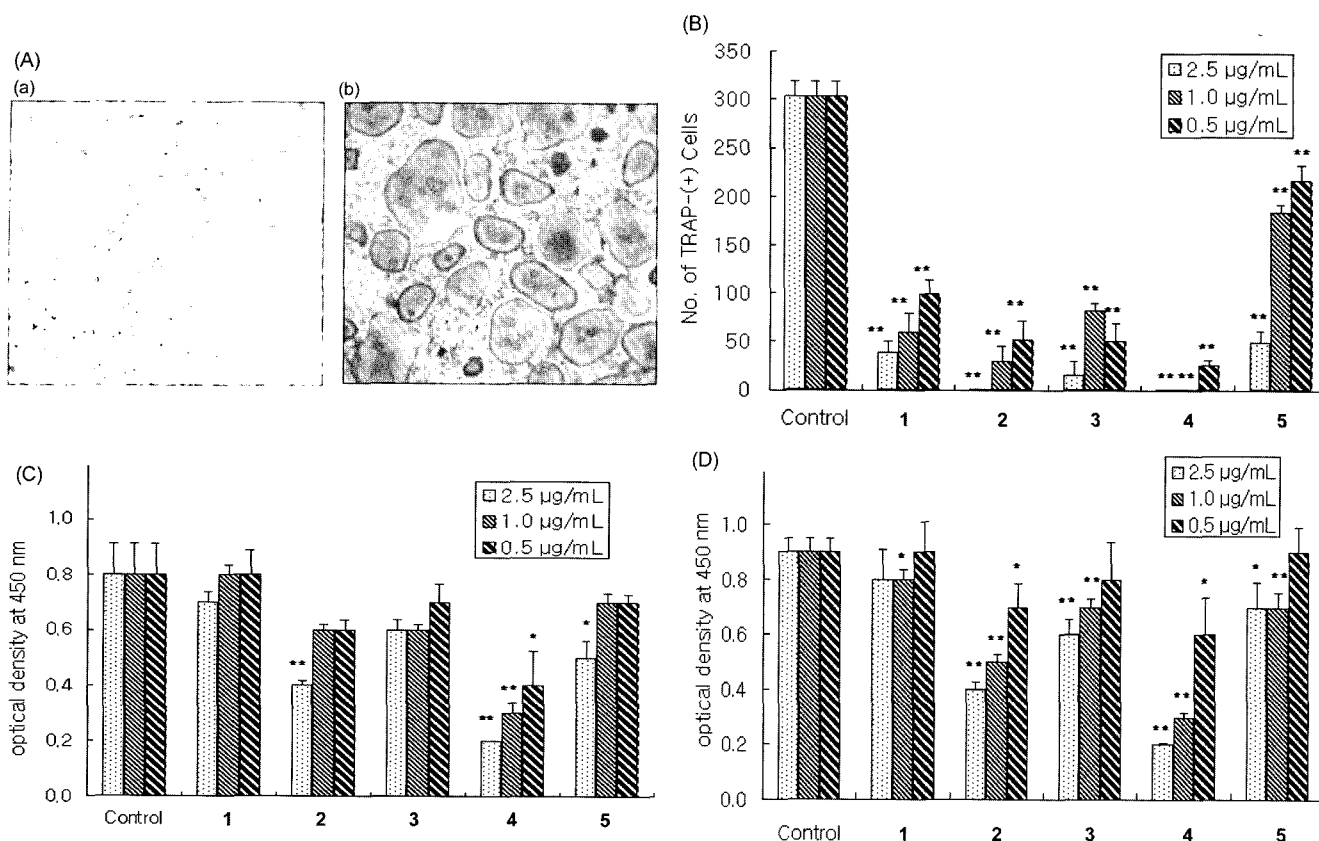 (A)
(a)
(b)
(B)
No. of TRAP-(+) Cells
350
300
250
200
150
100
50
0
2.5 µg/mL
1.0 µg/mL
0.5 µg/mL
** ** **
** ** **
** ** **
** ** **
** ** **
Control 1 2 3 4 5
(C)
optical density at 450 nm
1.0
0.8
0.6
0.4
0.2
0.0
2.5 µg/mL
1.0 µg/mL
0.5 µg/mL
**
** ** *
*
Control 1 2 3 4 5
(D)
optical density at 450 nm
1.0
0.8
0.6
0.4
0.2
0.0
2.5 µg/mL
1.0 µg/mL
0.5 µg/mL
*
** ** *
** **
** ** *
* **
Control 1 2 3 4 5